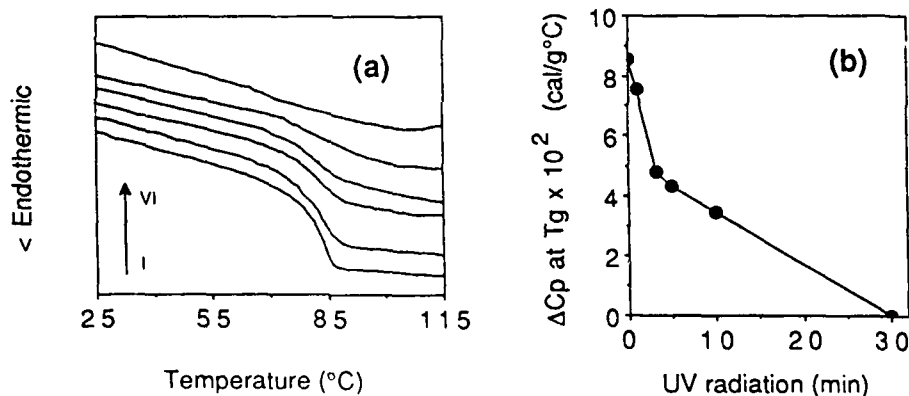 (a)
< Endothermic
VI
I
25 55 85 115
Temperature (°C)
(b)
ΔCp at Tg x 10² (cal/g°C)
10
8
6
4
2
0
0 10 20 30
UV radiation (min)